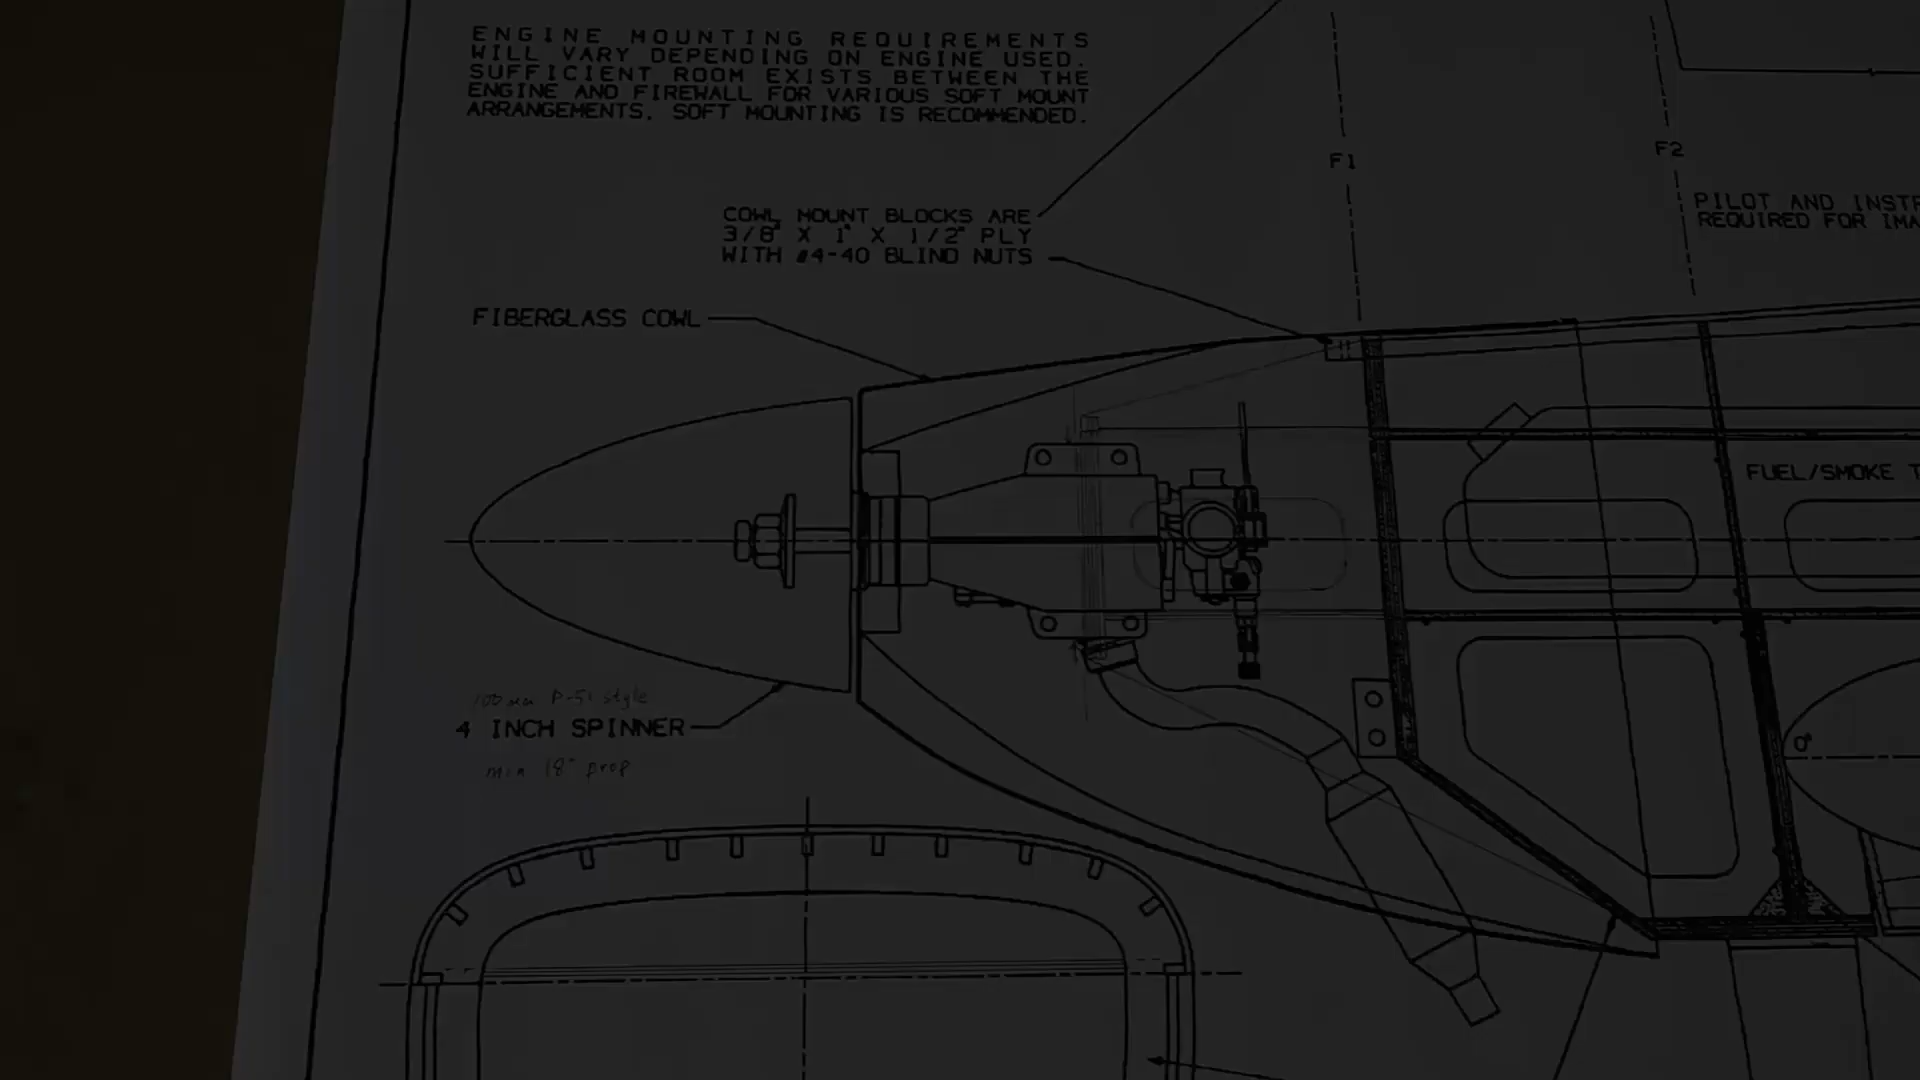 ENGINE MOUNTING REQUIREMENTS
WILL VARY DEPENDING ON ENGINE USED.
SUFFICIENT ROOM EXISTS BETWEEN THE
ENGINE AND FIREWALL FOR VARIOUS SOFT MOUNT
ARRANGEMENTS. SOFT MOUNTING IS RECOMMENDED.
F1
F2
PILOT AND INSTR
REQUIRED FOR IMA
COWL MOUNT BLOCKS ARE
3/8" X 1" X 1/2" PLY
WITH #4-40 BLIND NUTS
FIBERGLASS COWL
FUEL/SMOKE T
100mm P-51 style
4 INCH SPINNER
min 18" prop
0°